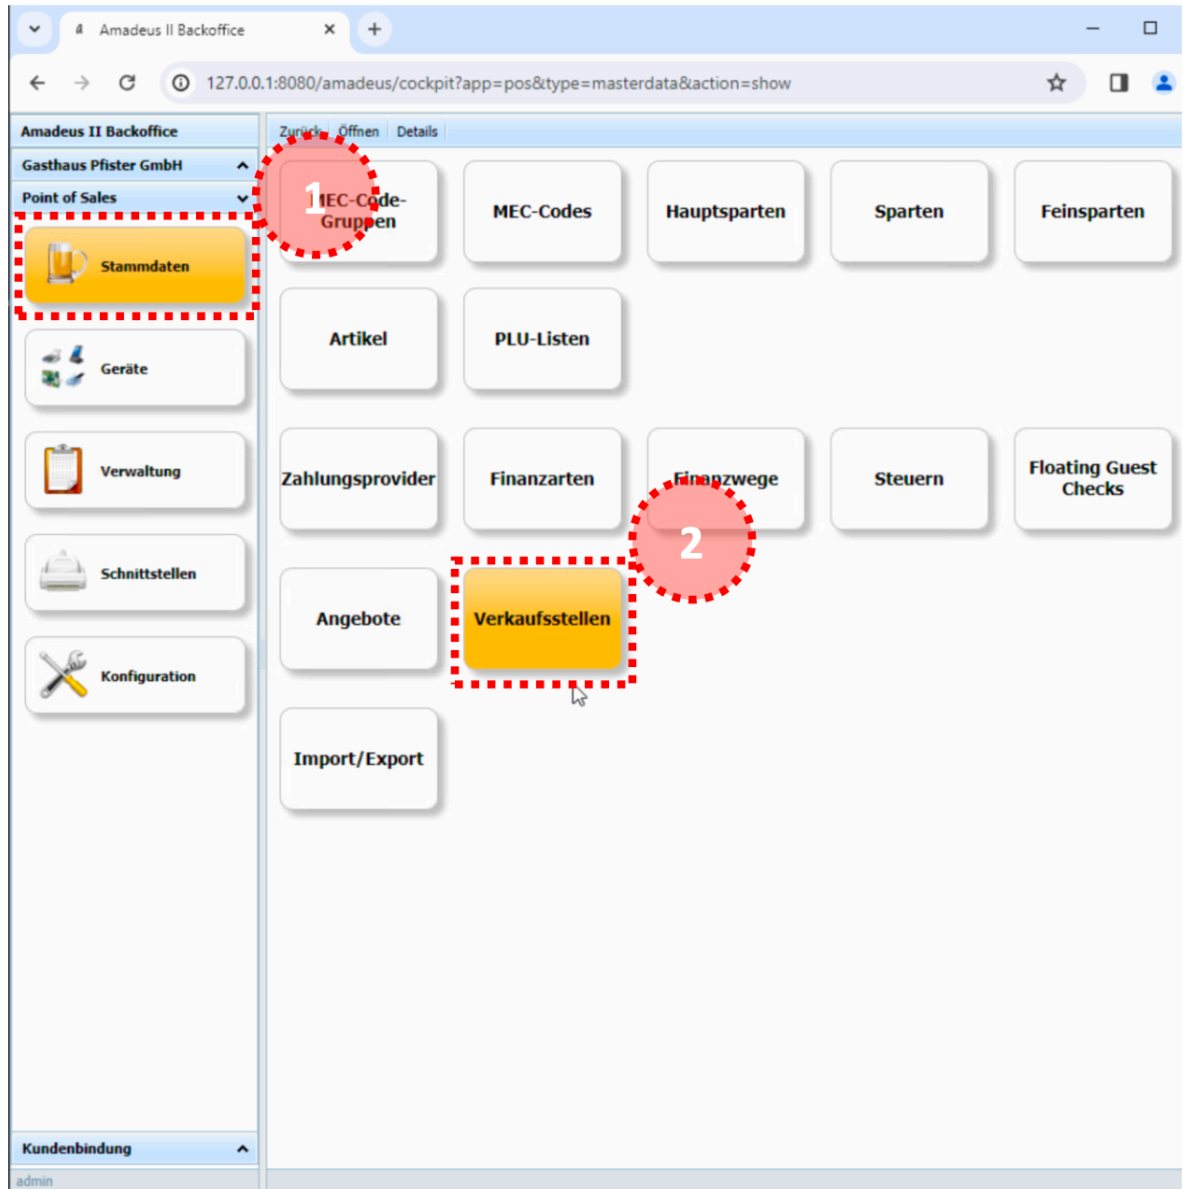 Amadeus II Backoffice
127.0.0.1:8080/amadeus/cockpit?app=pos&type=masterdata&action=show
Amadeus II Backoffice
Zurück Öffnen Details
Gasthaus Pfister GmbH
Point of Sales
Stammdaten
Geräte
Verwaltung
Schnittstellen
Konfiguration
1
MEC-Code-
Gruppen
MEC-Codes
Hauptsparten
Sparten
Feinsparten
Artikel
PLU-Listen
Zahlungsprovider
Finanzarten
Finanzwege
Steuern
Floating Guest
Checks
2
Angebote
Verkaufsstellen
Import/Export
Kundenbindung
admin